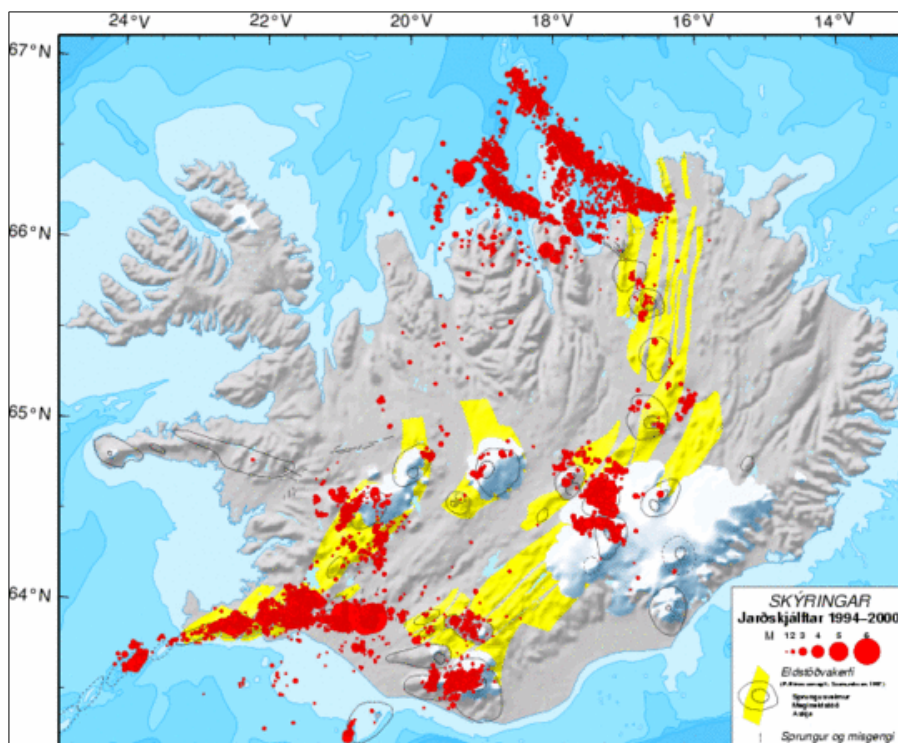 24°V 22°V 20°V 18°V 16°V 14°V
67°N
66°N
65°N
64°N
SKÝRINGAR
Jarðskjálftar 1994–2000
M 1 2 3 4 5 6
Eldstöðvakerfi
Sprungusveimur
Megineldstöð
Askja
Sprungur og misgengi